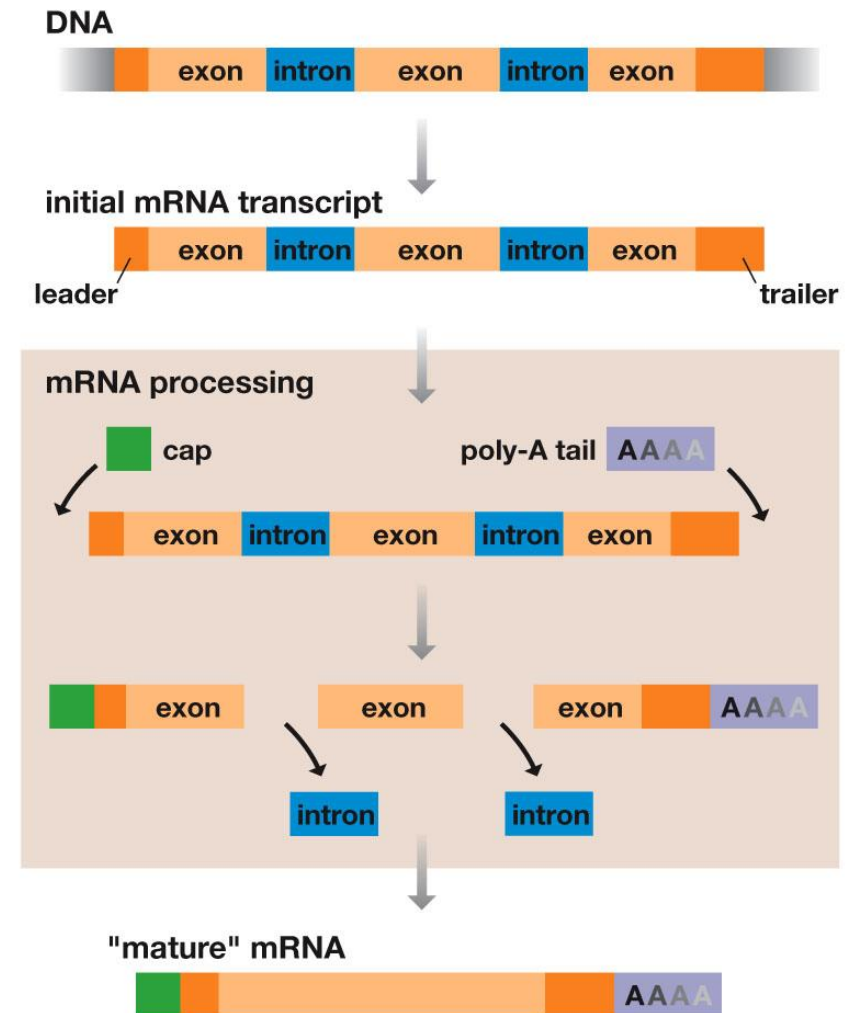 DNA
exon intron exon intron exon
initial mRNA transcript
exon intron exon intron exon
leader trailer
mRNA processing
cap poly-A tail AAAA
exon intron exon intron exon
exon exon exon AAAA
intron intron
"mature" mRNA
AAAA